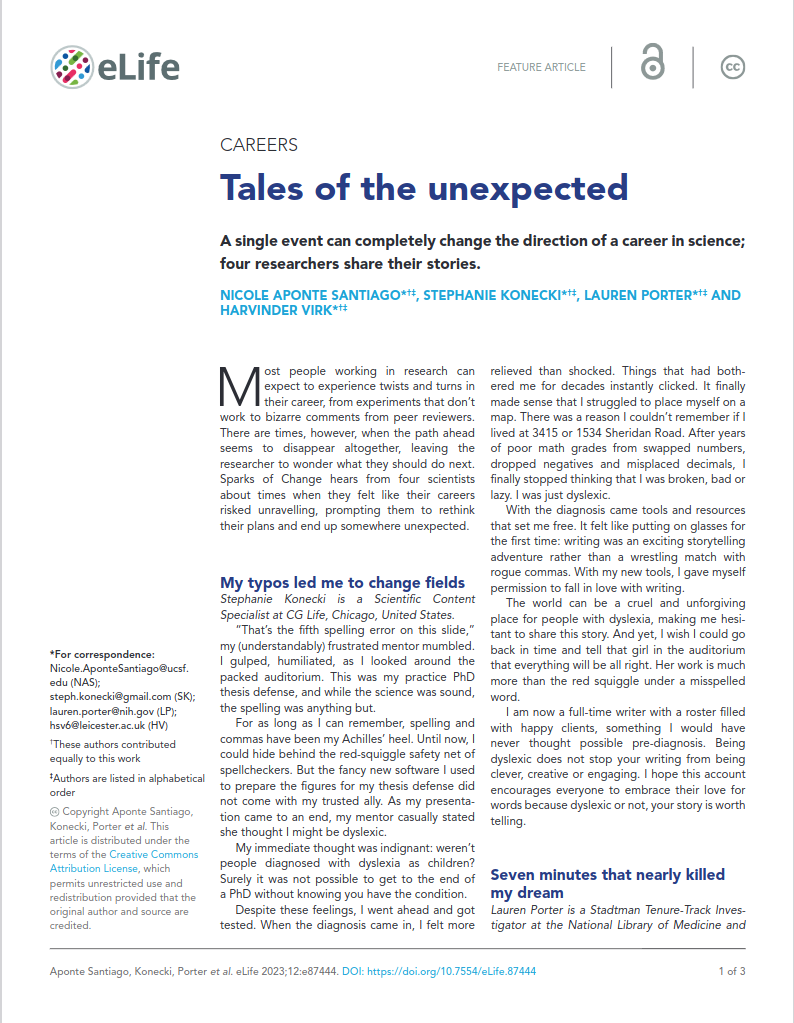 eLife
FEATURE ARTICLE
cc
CAREERS
Tales of the unexpected
A single event can completely change the direction of a career in science;
four researchers share their stories.
NICOLE APONTE SANTIAGO*†‡, STEPHANIE KONECKI*†‡, LAUREN PORTER*†‡ AND
HARVINDER VIRK*†‡
Most people working in research can
expect to experience twists and turns in
their career, from experiments that don't
work to bizarre comments from peer reviewers.
There are times, however, when the path ahead
seems to disappear altogether, leaving the
researcher to wonder what they should do next.
Sparks of Change hears from four scientists
about times when they felt like their careers
risked unravelling, prompting them to rethink
their plans and end up somewhere unexpected.
My typos led me to change fields
Stephanie Konecki is a Scientific Content
Specialist at CG Life, Chicago, United States.
"That's the fifth spelling error on this slide,"
my (understandably) frustrated mentor mumbled.
I gulped, humiliated, as I looked around the
packed auditorium. This was my practice PhD
thesis defense, and while the science was sound,
the spelling was anything but.
For as long as I can remember, spelling and
commas have been my Achilles' heel. Until now, I
could hide behind the red-squiggle safety net of
spellcheckers. But the fancy new software I used
to prepare the figures for my thesis defense did
not come with my trusted ally. As my presenta-
tion came to an end, my mentor casually stated
she thought I might be dyslexic.
My immediate thought was indignant: weren't
people diagnosed with dyslexia as children?
Surely it was not possible to get to the end of
a PhD without knowing you have the condition.
Despite these feelings, I went ahead and got
tested. When the diagnosis came in, I felt more
relieved than shocked. Things that had both-
ered me for decades instantly clicked. It finally
made sense that I struggled to place myself on a
map. There was a reason I couldn't remember if I
lived at 3415 or 1534 Sheridan Road. After years
of poor math grades from swapped numbers,
dropped negatives and misplaced decimals, I
finally stopped thinking that I was broken, bad or
lazy. I was just dyslexic.
With the diagnosis came tools and resources
that set me free. It felt like putting on glasses for
the first time: writing was an exciting storytelling
adventure rather than a wrestling match with
rogue commas. With my new tools, I gave myself
permission to fall in love with writing.
The world can be a cruel and unforgiving
place for people with dyslexia, making me hesi-
tant to share this story. And yet, I wish I could go
back in time and tell that girl in the auditorium
that everything will be all right. Her work is much
more than the red squiggle under a misspelled
word.
I am now a full-time writer with a roster filled
with happy clients, something I would have
never thought possible pre-diagnosis. Being
dyslexic does not stop your writing from being
clever, creative or engaging. I hope this account
encourages everyone to embrace their love for
words because dyslexic or not, your story is worth
telling.
Seven minutes that nearly killed
my dream
Lauren Porter is a Stadtman Tenure-Track Inves-
tigator at the National Library of Medicine and
*For correspondence:
Nicole.AponteSantiago@ucsf.
edu (NAS);
steph.konecki@gmail.com (SK);
lauren.porter@nih.gov (LP);
hsv6@leicester.ac.uk (HV)
†These authors contributed
equally to this work
‡Authors are listed in alphabetical
order
cc Copyright Aponte Santiago,
Konecki, Porter et al. This
article is distributed under the
terms of the Creative Commons
Attribution License, which
permits unrestricted use and
redistribution provided that the
original author and source are
credited.
Aponte Santiago, Konecki, Porter et al. eLife 2023;12:e87444. DOI: https://doi.org/10.7554/eLife.87444
1 of 3